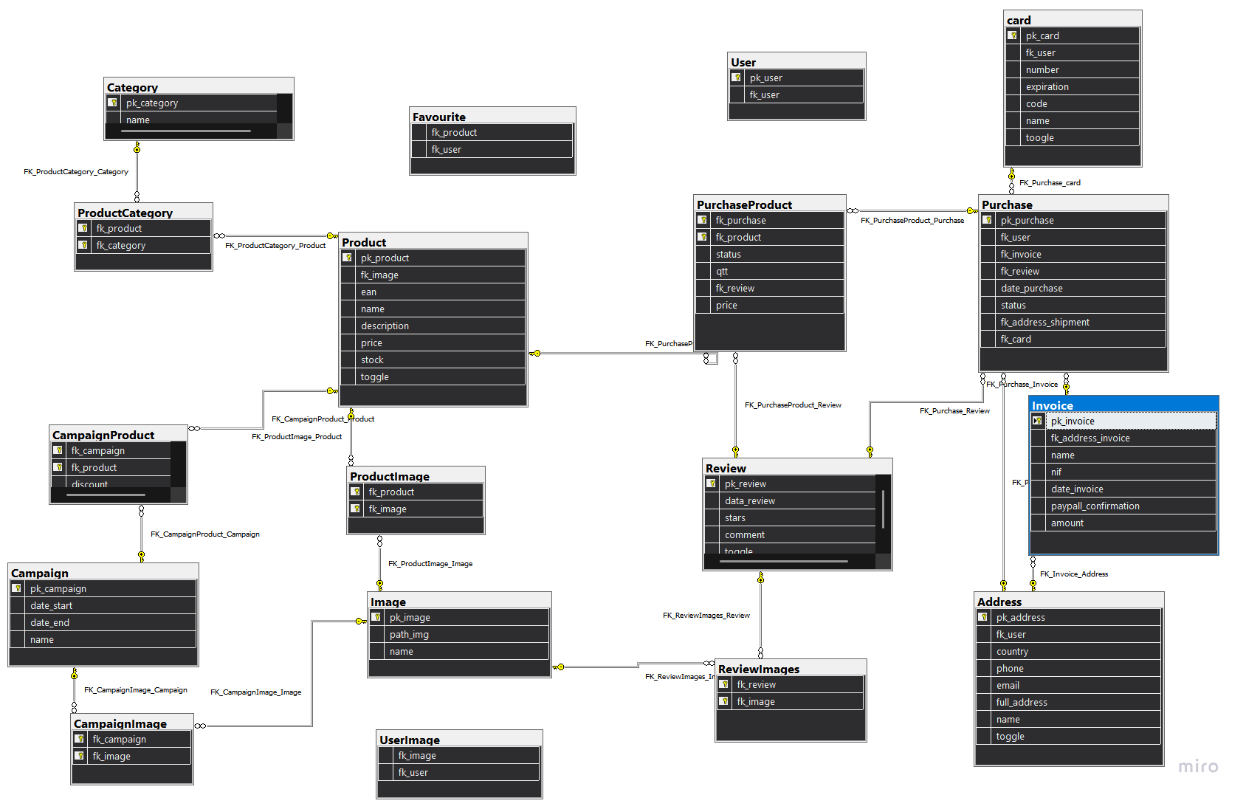 card
pk_card
fk_user
number
expiration
code
name
toogle
FK_Purchase_card
User
pk_user
fk_user
Category
pk_category
name
FK_ProductCategory_Category
Favourite
fk_product
fk_user
ProductCategory
fk_product
fk_category
FK_ProductCategory_Product
Product
pk_product
fk_image
ean
name
description
price
stock
toggle
PurchaseProduct
fk_purchase
fk_product
status
qtt
fk_review
price
FK_PurchaseProduct_Purchase
Purchase
pk_purchase
fk_user
fk_invoice
fk_review
date_purchase
status
fk_address_shipment
fk_card
FK_PurchaseP
FK_Purchase_Invoice
FK_PurchaseProduct_Review
FK_Purchase_Review
Invoice
pk_invoice
fk_address_invoice
name
nif
date_invoice
paypall_confirmation
amount
FK_P
FK_Invoice_Address
FK_CampaignProduct_Product
FK_ProductImage_Product
CampaignProduct
fk_campaign
fk_product
discount
FK_CampaignProduct_Campaign
ProductImage
fk_product
fk_image
FK_ProductImage_Image
Review
pk_review
data_review
stars
comment
toggle
FK_ReviewImages_Review
Campaign
pk_campaign
date_start
date_end
name
FK_CampaignImage_Campaign
FK_CampaignImage_Image
Image
pk_image
path_img
name
FK_ReviewImages_Im
ReviewImages
fk_review
fk_image
Address
pk_address
fk_user
country
phone
email
full_address
name
toggle
CampaignImage
fk_campaign
fk_image
UserImage
fk_image
fk_user
miro